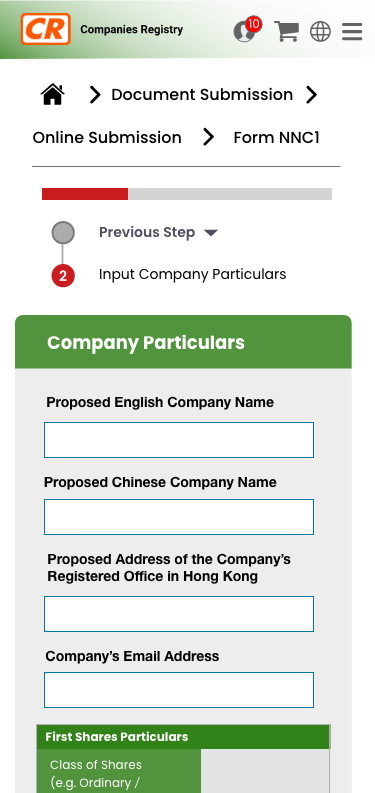 CR Companies Registry 10
Document Submission
Online Submission Form NNC1
Previous Step
2 Input Company Particulars
Company Particulars
Proposed English Company Name
Proposed Chinese Company Name
Proposed Address of the Company's
Registered Office in Hong Kong
Company's Email Address
First Shares Particulars
Class of Shares
(e.g. Ordinary /